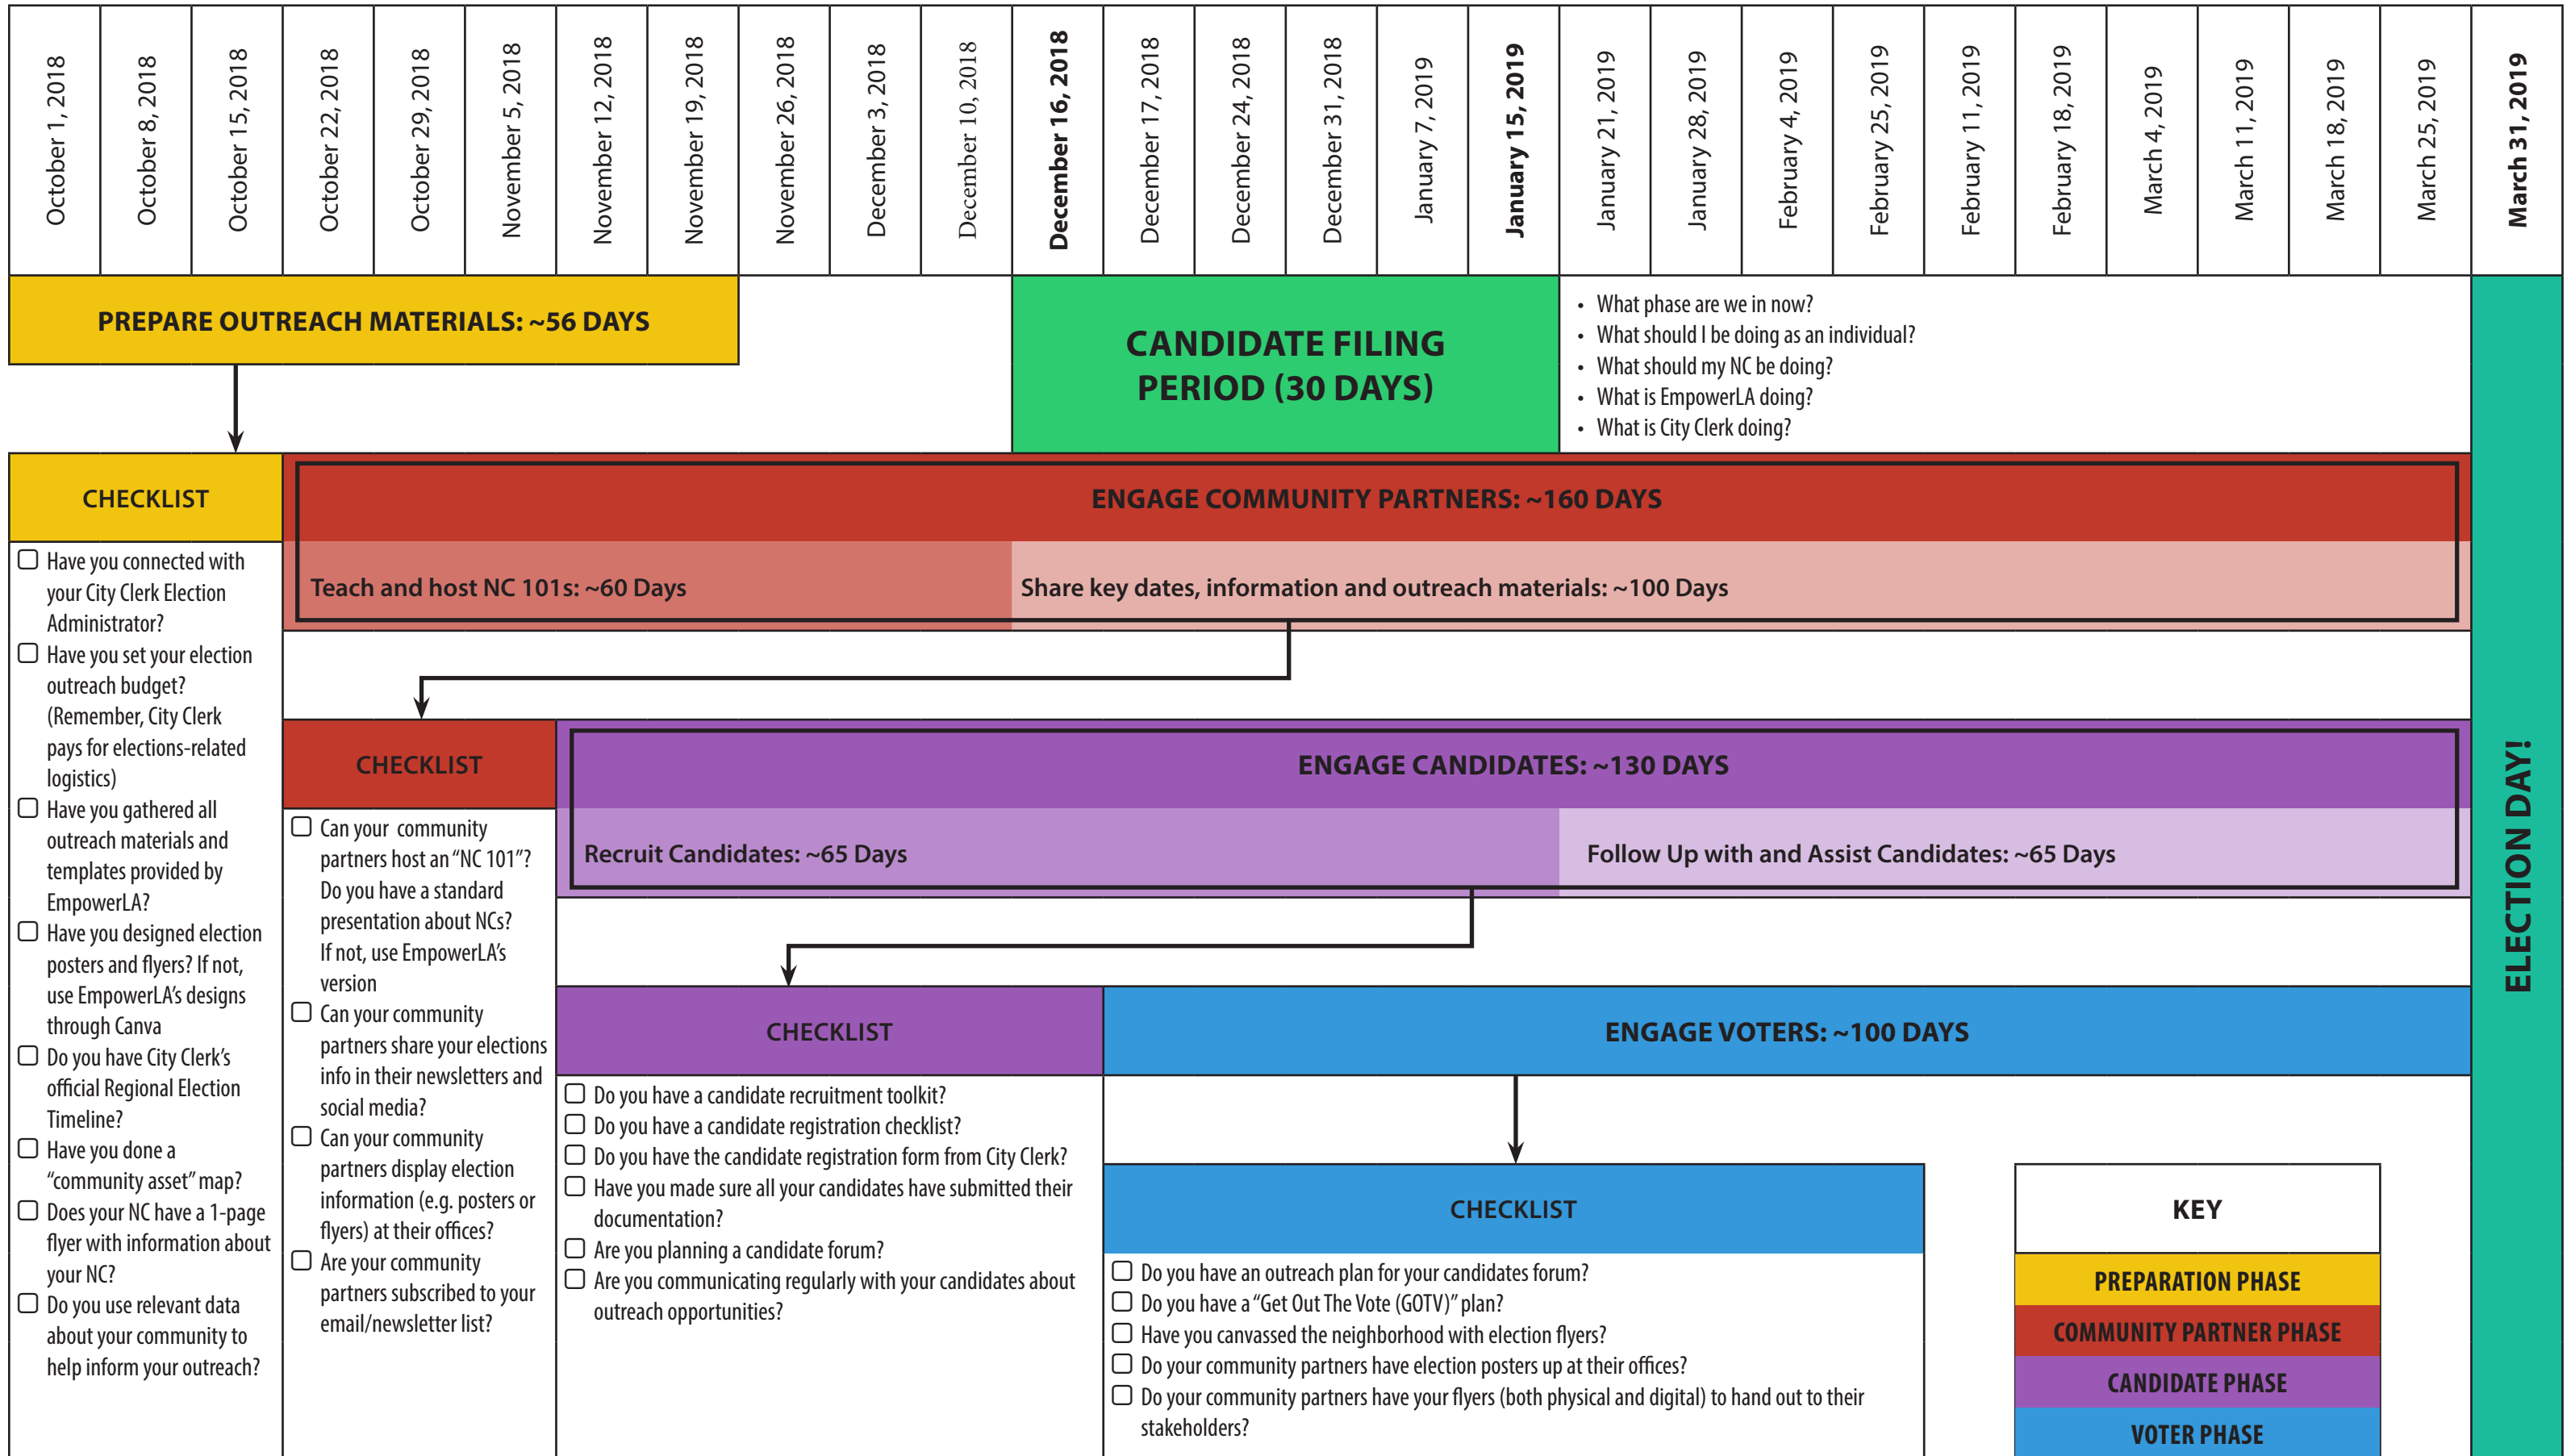 October 1, 2018
October 8, 2018
October 15, 2018
October 22, 2018
October 29, 2018
November 5, 2018
November 12, 2018
November 19, 2018
November 26, 2018
December 3, 2018
December 10, 2018
December 16, 2018
December 17, 2018
December 24, 2018
December 31, 2018
January 7, 2019
January 15, 2019
January 21, 2019
January 28, 2019
February 4, 2019
February 25, 2019
February 11, 2019
February 18, 2019
March 4, 2019
March 11, 2019
March 18, 2019
March 25, 2019
March 31, 2019
PREPARE OUTREACH MATERIALS: ~56 DAYS
CANDIDATE FILING
PERIOD (30 DAYS)
• What phase are we in now?
• What should I be doing as an individual?
• What should my NC be doing?
• What is EmpowerLA doing?
• What is City Clerk doing?
CHECKLIST
Have you connected with
your City Clerk Election
Administrator?
Have you set your election
outreach budget?
(Remember, City Clerk
pays for elections-related
logistics)
Have you gathered all
outreach materials and
templates provided by
EmpowerLA?
Have you designed election
posters and flyers? If not,
use EmpowerLA's designs
through Canva
Do you have City Clerk's
official Regional Election
Timeline?
Have you done a
“community asset” map?
Does your NC have a 1-page
flyer with information about
your NC?
Do you use relevant data
about your community to
help inform your outreach?
ENGAGE COMMUNITY PARTNERS: ~160 DAYS
Teach and host NC 101s: ~60 Days
Share key dates, information and outreach materials: ~100 Days
CHECKLIST
Can your community
partners host an “NC 101”?
Do you have a standard
presentation about NCs?
If not, use EmpowerLA's
version
Can your community
partners share your elections
info in their newsletters and
social media?
Can your community
partners display election
information (e.g. posters or
flyers) at their offices?
Are your community
partners subscribed to your
email/newsletter list?
ENGAGE CANDIDATES: ~130 DAYS
Recruit Candidates: ~65 Days
Follow Up with and Assist Candidates: ~65 Days
CHECKLIST
Do you have a candidate recruitment toolkit?
Do you have a candidate registration checklist?
Do you have the candidate registration form from City Clerk?
Have you made sure all your candidates have submitted their
documentation?
Are you planning a candidate forum?
Are you communicating regularly with your candidates about
outreach opportunities?
ENGAGE VOTERS: ~100 DAYS
CHECKLIST
Do you have an outreach plan for your candidates forum?
Do you have a “Get Out The Vote (GOTV)” plan?
Have you canvassed the neighborhood with election flyers?
Do your community partners have election posters up at their offices?
Do your community partners have your flyers (both physical and digital) to hand out to their
stakeholders?
KEY
PREPARATION PHASE
COMMUNITY PARTNER PHASE
CANDIDATE PHASE
VOTER PHASE
ELECTION DAY!